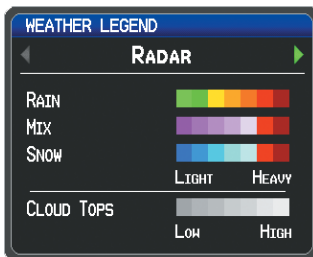 WEATHER LEGEND
RADAR
RAIN
MIX
SNOW
LIGHT HEAVY
CLOUD TOPS
LOW HIGH